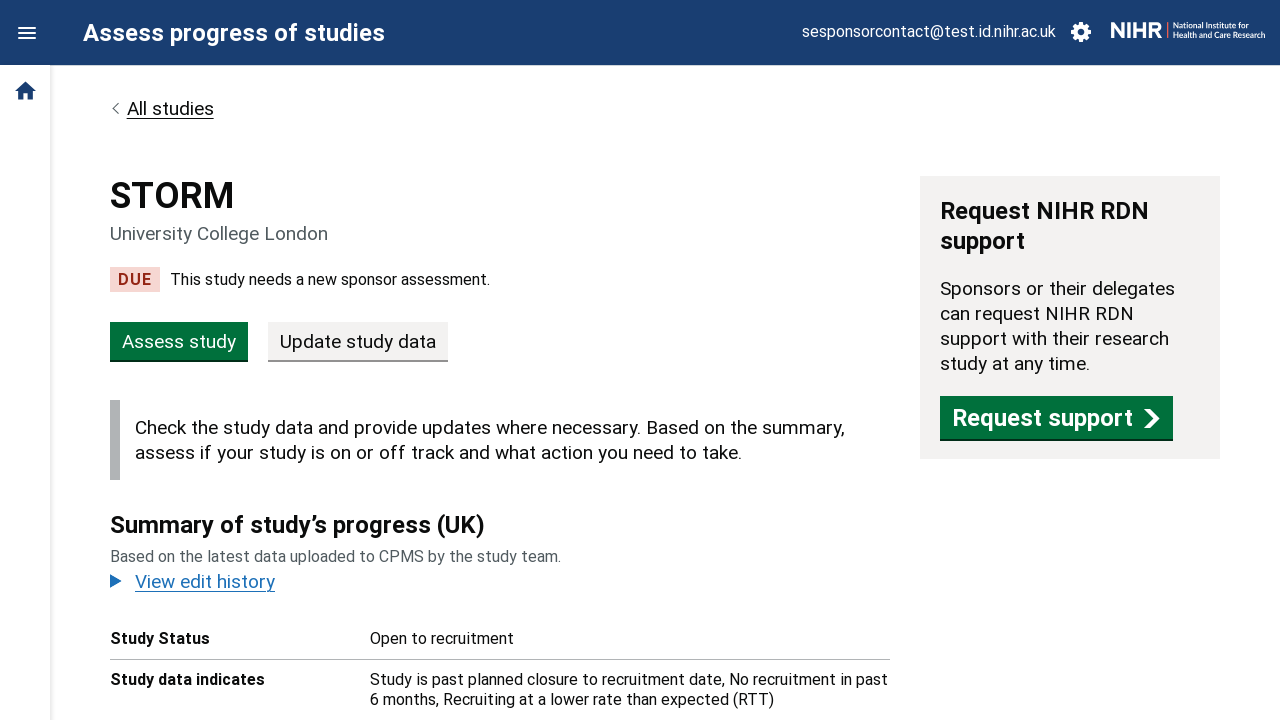 Assess progress of studies
sesponsorcontact@test.id.nihr.ac.uk
NIHR
National Institute for
Health and Care Research
All studies
STORM
University College London
DUE
This study needs a new sponsor assessment.
Assess study
Update study data
Check the study data and provide updates where necessary. Based on the summary,
assess if your study is on or off track and what action you need to take.
Summary of study’s progress (UK)
Based on the latest data uploaded to CPMS by the study team.
View edit history
Study Status
Open to recruitment
Study data indicates
Study is past planned closure to recruitment date, No recruitment in past
6 months, Recruiting at a lower rate than expected (RTT)
Request NIHR RDN
support
Sponsors or their delegates
can request NIHR RDN
support with their research
study at any time.
Request support